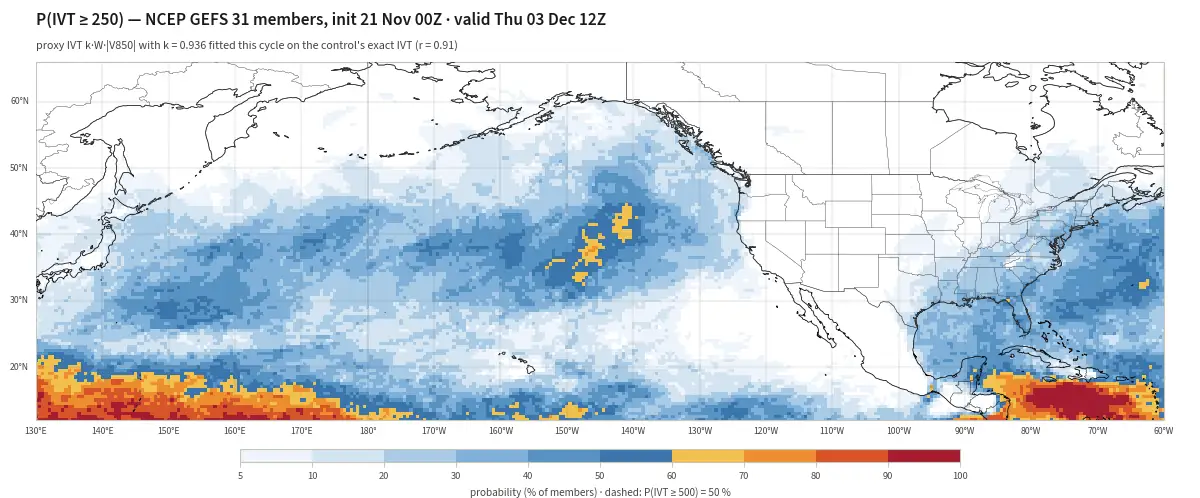 P(IVT ≥ 250) — NCEP GEFS 31 members, init 21 Nov 00Z · valid Thu 03 Dec 12Z
proxy IVT k·W·|V850| with k = 0.936 fitted this cycle on the control's exact IVT (r = 0.91)
60°N
50°N
40°N
30°N
20°N
130°E 140°E 150°E 160°E 170°E 180° 170°W 160°W 150°W 140°W 130°W 120°W 110°W 100°W 90°W 80°W 70°W 60°W
5 10 20 30 40 50 60 70 80 90 100
probability (% of members) · dashed: P(IVT ≥ 500) = 50 %